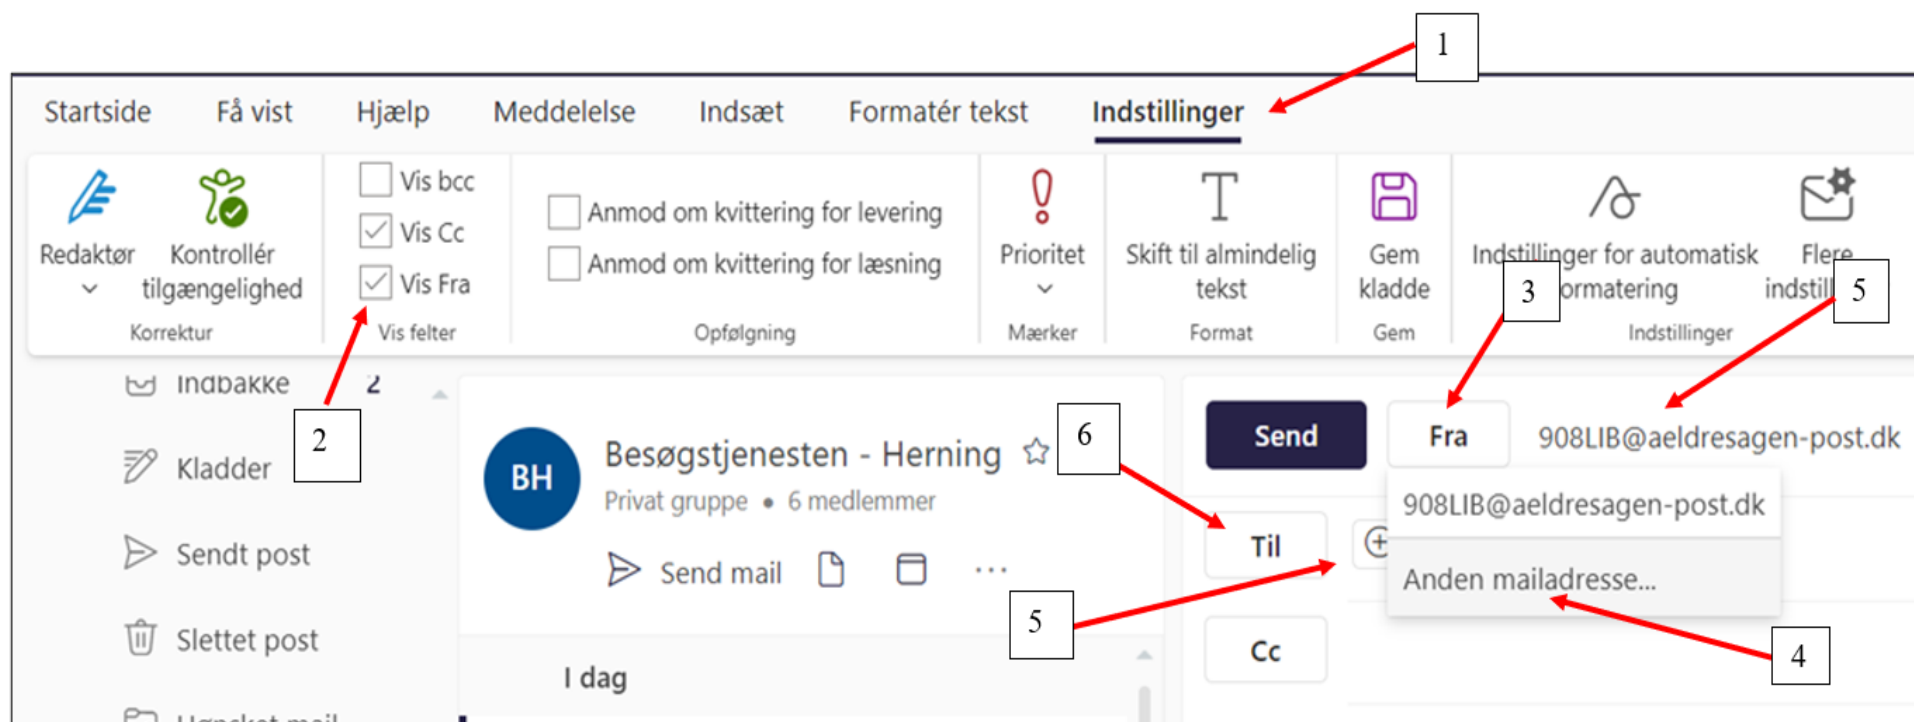 1
Startside Få vist Hjælp Meddelelse Indsæt Formatér tekst Indstillinger
Vis bcc
Vis Cc
Vis Fra
Anmod om kvittering for levering
Anmod om kvittering for læsning
Redaktør
Kontrollér
tilgængelighed
Prioritet
Skift til almindelig
tekst
Gem
kladde
Indstillinger for automatisk
ormatering
Flere
indstil
3
5
Korrektur Vis felter Opfølgning Mærker Format Gem Indstillinger
Indbakke 2
2
Kladder
Sendt post
Slettet post
BH
Besøgstjenesten - Herning
Privat gruppe • 6 medlemmer
Send mail ...
I dag
6
5
Send Fra 908LIB@aeldresagen-post.dk
908LIB@aeldresagen-post.dk
Til
Anden mailadresse...
Cc
4